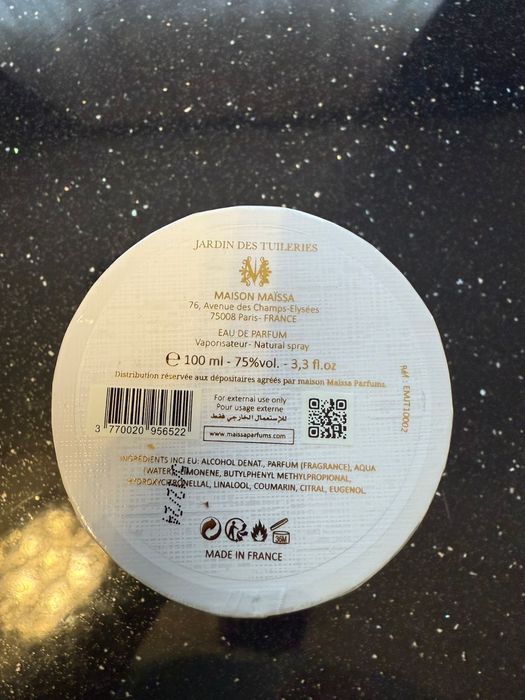 JARDIN DES TUILERIES
M
MAISON MAÏSSA
76, Avenue des Champs-Elysées
75008 Paris- FRANCE
EAU DE PARFUM
Vaporisateur- Natural spray
℮ 100 ml - 75%vol. - 3,3 fl.oz
Distribution réservée aux dépositaires agréés par maison Maïssa Parfums
3 770020 956522
For external use only
Pour usage externe
للإستعمال الخارجي فقط
www.maissaparfums.com
INGRÉDIENTS INCI EU: ALCOHOL DENAT., PARFUM (FRAGRANCE), AQUA
(WATER), LIMONENE, BUTYLPHENYL METHYLPROPIONAL,
HYDROXYCITRONELLAL, LINALOOL, COUMARIN, CITRAL, EUGENOL.
36M
MADE IN FRANCE